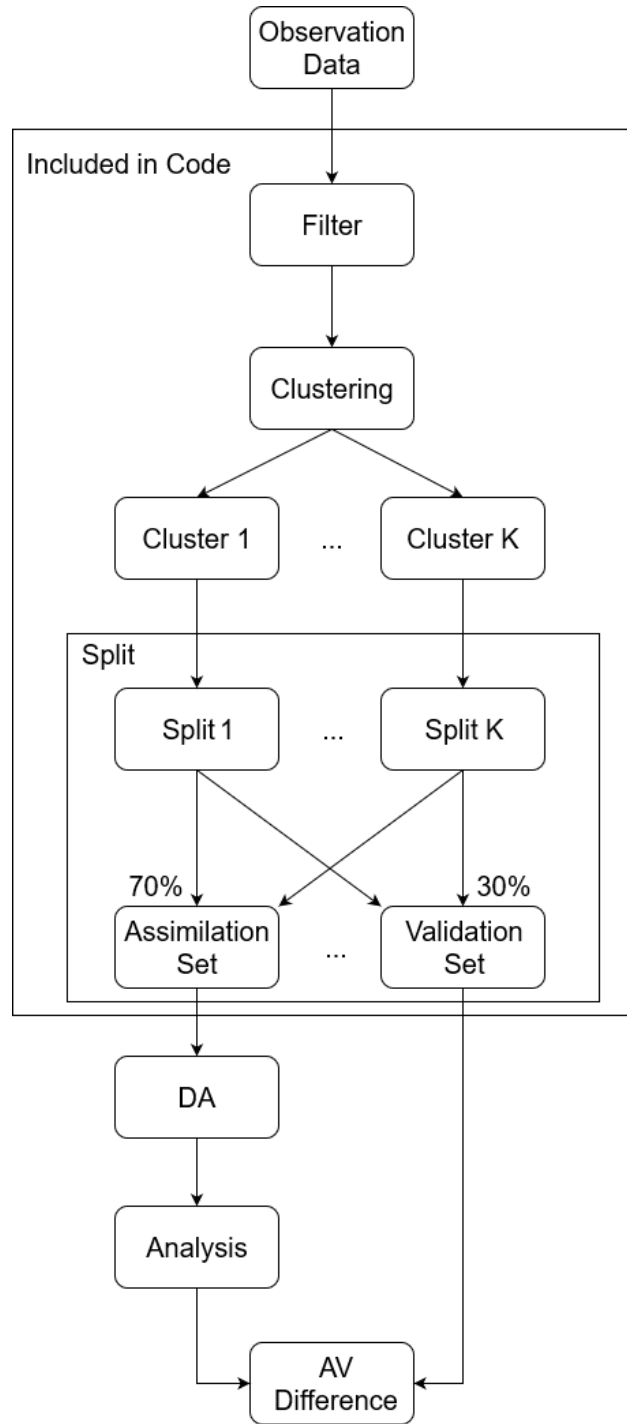 Observation
Data
Included in Code
Filter
Clustering
Cluster 1
...
Cluster K
Split
Split 1
...
Split K
70%
30%
Assimilation
Set
...
Validation
Set
DA
Analysis
AV
Difference